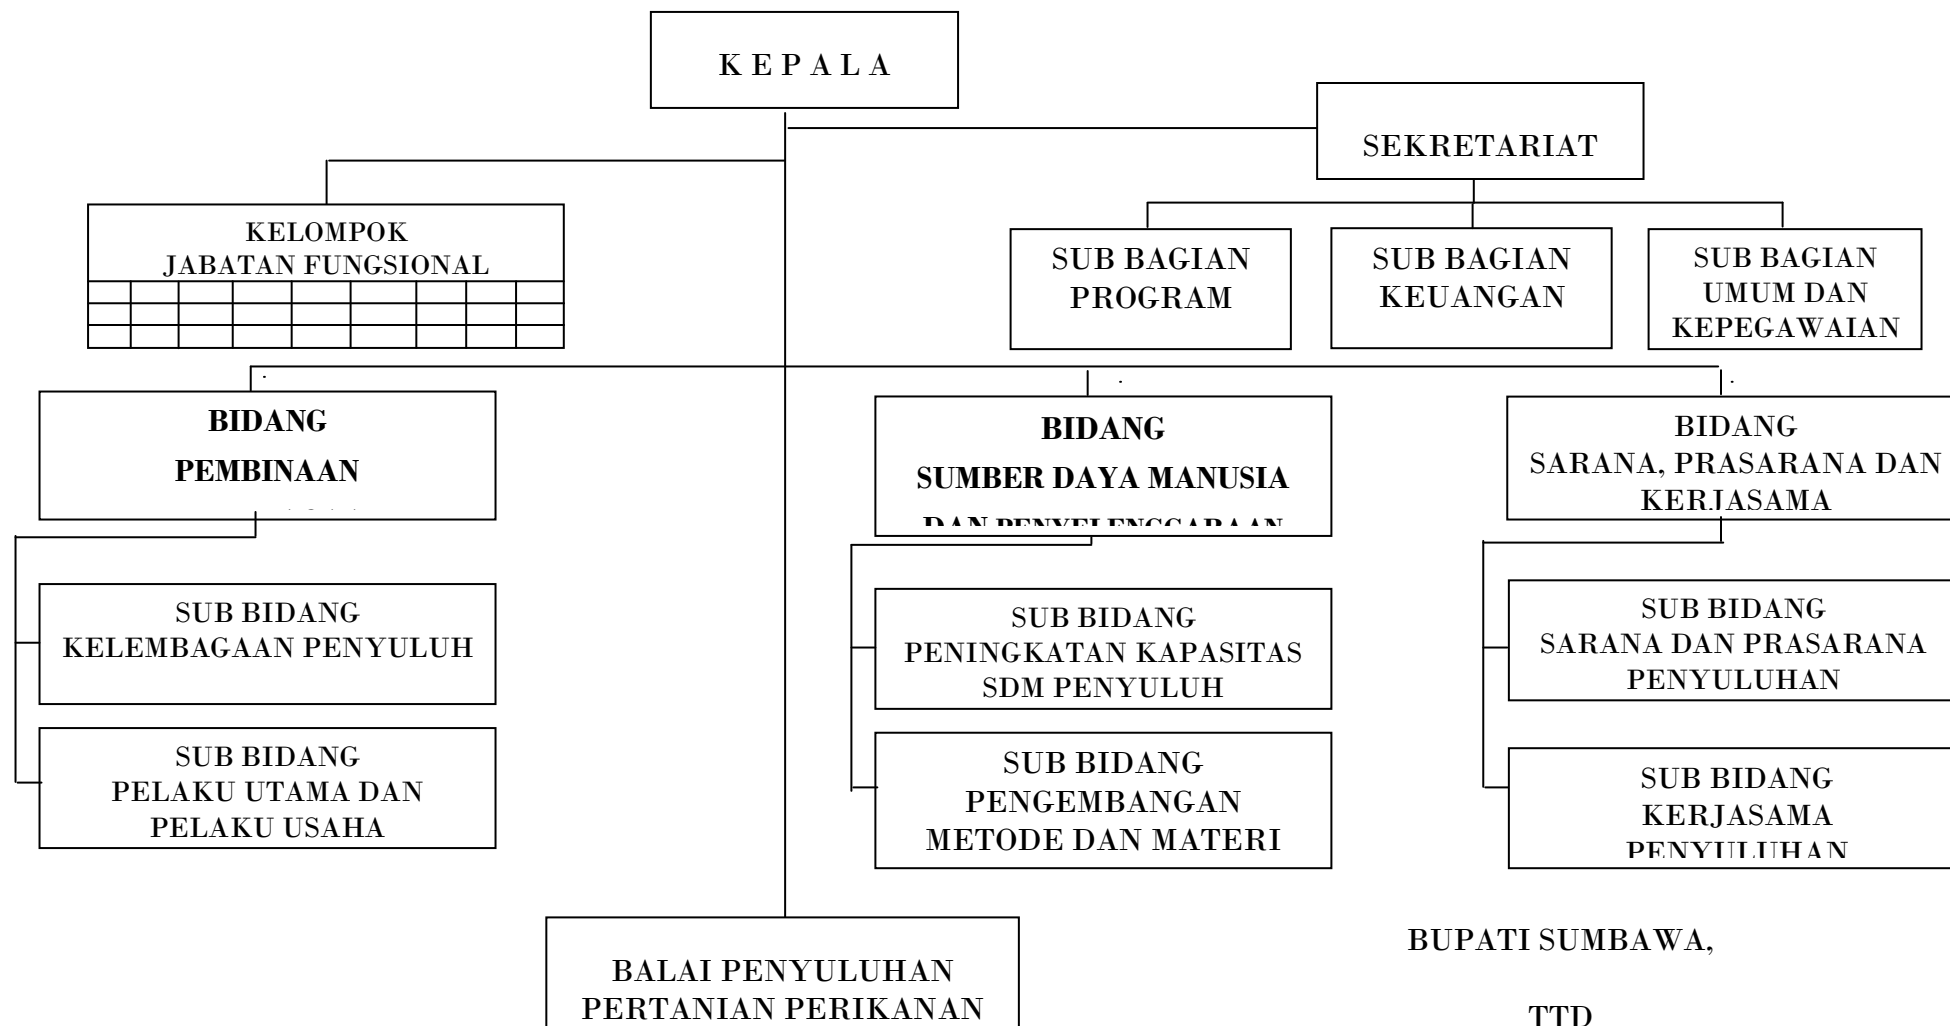 K E P A L A
SEKRETARIAT
KELOMPOK
JABATAN FUNGSIONAL
SUB BAGIAN
PROGRAM
SUB BAGIAN
KEUANGAN
SUB BAGIAN
UMUM DAN
KEPEGAWAIAN
BIDANG
PEMBINAAN
BIDANG
SUMBER DAYA MANUSIA
DAN PENYELENGGARAAN
BIDANG
SARANA, PRASARANA DAN
KERJASAMA
SUB BIDANG
KELEMBAGAAN PENYULUH
SUB BIDANG
PENINGKATAN KAPASITAS
SDM PENYULUH
SUB BIDANG
SARANA DAN PRASARANA
PENYULUHAN
SUB BIDANG
PELAKU UTAMA DAN
PELAKU USAHA
SUB BIDANG
PENGEMBANGAN
METODE DAN MATERI
SUB BIDANG
KERJASAMA
PENYULUHAN
BALAI PENYULUHAN
PERTANIAN PERIKANAN
BUPATI SUMBAWA,
TTD